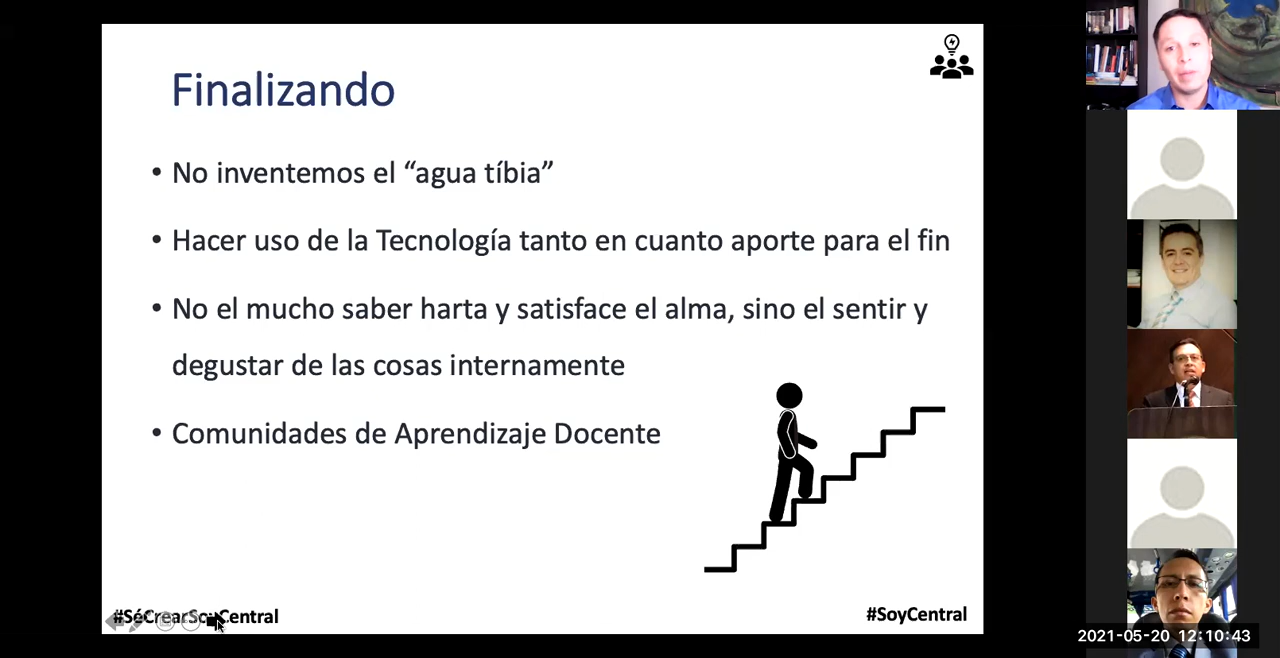 Finalizando
• No inventemos el “agua tíbia”
• Hacer uso de la Tecnología tanto en cuanto aporte para el fin
• No el mucho saber harta y satisface el alma, sino el sentir y
degustar de las cosas internamente
• Comunidades de Aprendizaje Docente
#SéCrearSoyCentral
#SoyCentral
2021-05-20 12:10:43